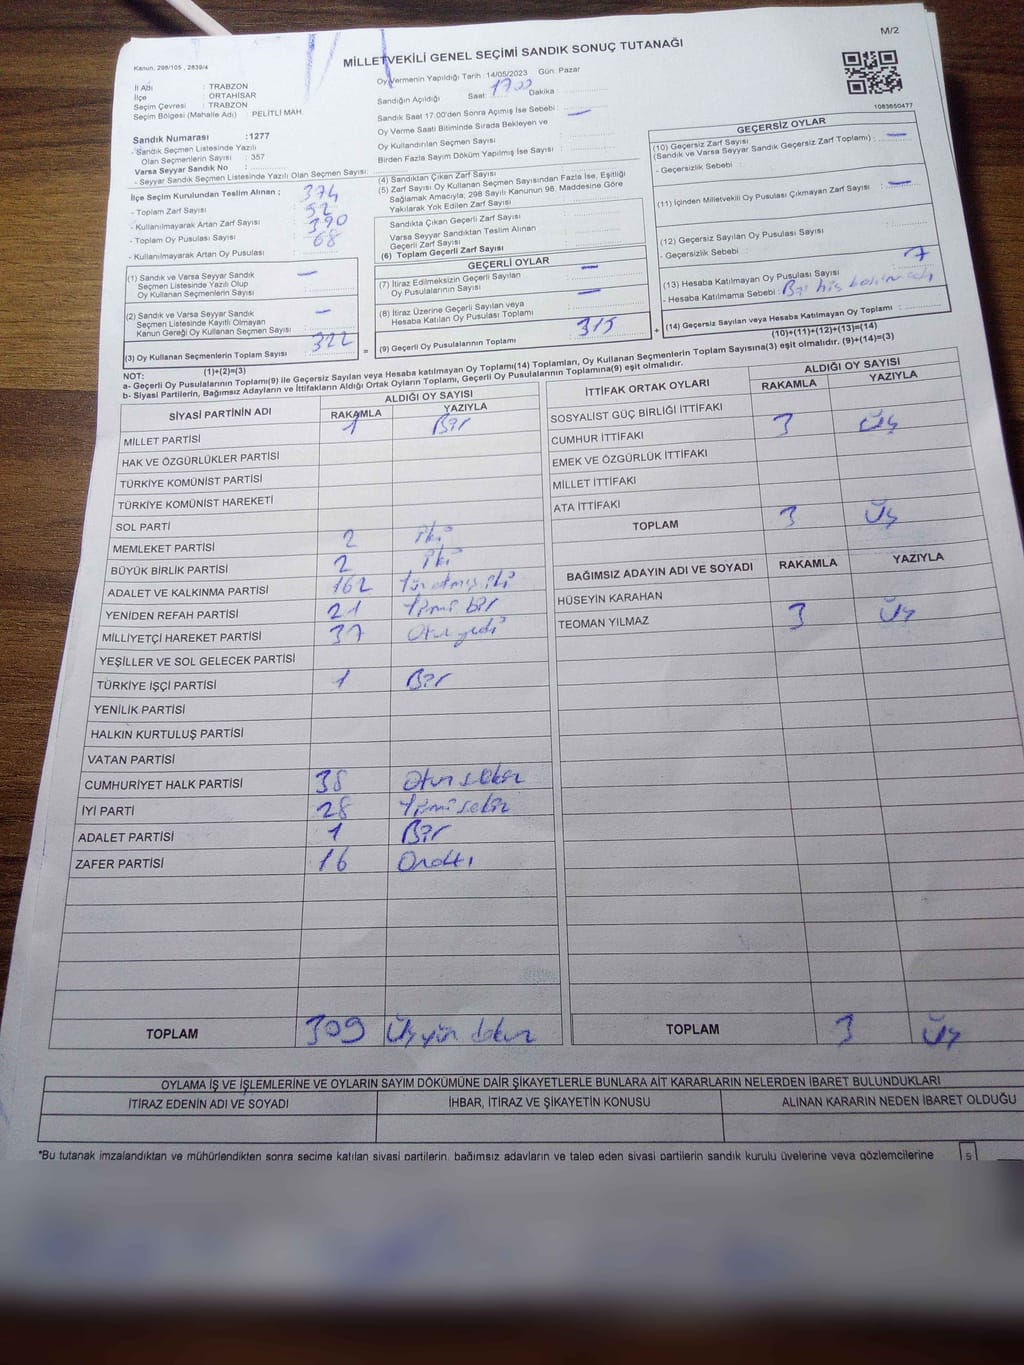 M/2
MİLLETVEKİLİ GENEL SEÇİMİ SANDIK SONUÇ TUTANAĞI
Kanun, 298/105 , 2839/4
İl Adı : TRABZON
İlçe : ORTAHİSAR
Seçim Çevresi : TRABZON
Seçim Bölgesi (Mahalle Adı) : PELİTLİ MAH.
Sandık Numarası :1277
- Sandık Seçmen Listesinde Yazılı
Olan Seçmenlerin Sayısı : 357
Varsa Seyyar Sandık No :
- Seyyar Sandık Seçmen Listesinde Yazılı Olan Seçmen Sayısı:
İlçe Seçim Kurulundan Teslim Alınan ;
- Toplam Zarf Sayısı 374
- Kullanılmayarak Artan Zarf Sayısı 52
- Toplam Oy Pusulası Sayısı 390
- Kullanılmayarak Artan Oy Pusulası 68
(1) Sandık ve Varsa Seyyar Sandık
Seçmen Listesinde Yazılı Olup
Oy Kullanan Seçmenlerin Sayısı —
(2) Sandık ve Varsa Seyyar Sandık
Seçmen Listesinde Kayıtlı Olmayan
Kanun Gereği Oy Kullanan Seçmen Sayısı —
(3) Oy Kullanan Seçmenlerin Toplam Sayısı 322
(1)+(2)=(3)
Oy Vermenin Yapıldığı Tarih :14/05/2023 Gün: Pazar
Sandığın Açıldığı Saat: 17 00 Dakika :
Sandık Saat 17:00'den Sonra Açımış İse Sebebi : —
Oy Verme Saati Bitiminde Sırada Bekleyen ve
Oy Kullandırılan Seçmen Sayısı :
Birden Fazla Sayım Döküm Yapılmış İse Sayısı :
(4) Sandıktan Çıkan Zarf Sayısı
(5) Zarf Sayısı Oy Kullanan Seçmen Sayısından Fazla İse, Eşitliği
Sağlamak Amacıyla; 298 Sayılı Kanunun 98. Maddesine Göre
Yakılarak Yok Edilen Zarf Sayısı
Sandıkta Çıkan Geçerli Zarf Sayısı
Varsa Seyyar Sandıktan Teslim Alınan
Geçerli Zarf Sayısı
(6) Toplam Geçerli Zarf Sayısı
GEÇERLİ OYLAR
(7) İtiraz Edilmeksizin Geçerli Sayılan
Oy Pusulalarının Sayısı —
(8) İtiraz Üzerine Geçerli Sayılan veya
Hesaba Katılan Oy Pusulası Toplamı —
= (9) Geçerli Oy Pusulalarının Toplamı 315 +
1083650477
GEÇERSİZ OYLAR
(10) Geçersiz Zarf Sayısı
(Sandık ve Varsa Seyyar Sandık Geçersiz Zarf Toplamı) : —
- Geçersizlik Sebebi :
(11) İçinden Milletvekili Oy Pusulası Çıkmayan Zarf Sayısı : —
(12) Geçersiz Sayılan Oy Pusulası Sayısı :
- Geçersizlik Sebebi :
(13) Hesaba Katılmayan Oy Pusulası Sayısı : 7
- Hesaba Katılmama Sebebi :
(14) Geçersiz Sayılan veya Hesaba Katılmayan Oy Toplamı :
(10)+(11)+(12)+(13)=(14)
NOT:
a- Geçerli Oy Pusulalarının Toplamı(9) ile Geçersiz Sayılan veya Hesaba katılmayan Oy Toplamı(14) Toplamları, Oy Kullanan Seçmenlerin Toplam Sayısına(3) eşit olmalıdır. (9)+(14)=(3)
b- Siyasi Partilerin, Bağımsız Adayların ve İttifakların Aldığı Ortak Oyların Toplamı, Geçerli Oy Pusulalarının Toplamına(9) eşit olmalıdır.
SİYASİ PARTİNİN ADI ALDIĞI OY SAYISI
RAKAMLA YAZIYLA
MİLLET PARTİSİ 1 Bir
HAK VE ÖZGÜRLÜKLER PARTİSİ
TÜRKİYE KOMÜNİST PARTİSİ
TÜRKİYE KOMÜNİST HAREKETİ
SOL PARTİ
MEMLEKET PARTİSİ 2 İki
BÜYÜK BİRLİK PARTİSİ 2 İki
ADALET VE KALKINMA PARTİSİ 162 Yüz atmış iki
YENİDEN REFAH PARTİSİ 21 Yirmi bir
MİLLİYETÇİ HAREKET PARTİSİ 37 Otuz yedi
YEŞİLLER VE SOL GELECEK PARTİSİ
TÜRKİYE İŞÇİ PARTİSİ 1 Bir
YENİLİK PARTİSİ
HALKIN KURTULUŞ PARTİSİ
VATAN PARTİSİ
CUMHURİYET HALK PARTİSİ 38 Otuz sekiz
İYİ PARTİ 28 Yirmi sekiz
ADALET PARTİSİ 1 Bir
ZAFER PARTİSİ 16 Onaltı
TOPLAM 309 Üç yüz dokuz
İTTİFAK ORTAK OYLARI ALDIĞI OY SAYISI
RAKAMLA YAZIYLA
SOSYALİST GÜÇ BİRLİĞİ İTTİFAKI
CUMHUR İTTİFAKI 3 Üç
EMEK VE ÖZGÜRLÜK İTTİFAKI
MİLLET İTTİFAKI
ATA İTTİFAKI
TOPLAM 3 Üç
BAĞIMSIZ ADAYIN ADI VE SOYADI RAKAMLA YAZIYLA
HÜSEYİN KARAHAN
TEOMAN YILMAZ 3 Üç
TOPLAM 3 Üç
OYLAMA İŞ VE İŞLEMLERİNE VE OYLARIN SAYIM DÖKÜMÜNE DAİR ŞİKAYETLERLE BUNLARA AİT KARARLARIN NELERDEN İBARET BULUNDUKLARI
İTİRAZ EDENİN ADI VE SOYADI İHBAR, İTİRAZ VE ŞİKAYETİN KONUSU ALINAN KARARIN NEDEN İBARET OLDUĞU
*Bu tutanak imzalandıktan ve mühürlendikten sonra seçime katılan siyasi partilerin, bağımsız adayların ve talep eden siyasi partilerin sandık kurulu üyelerine veya gözlemcilerine 5